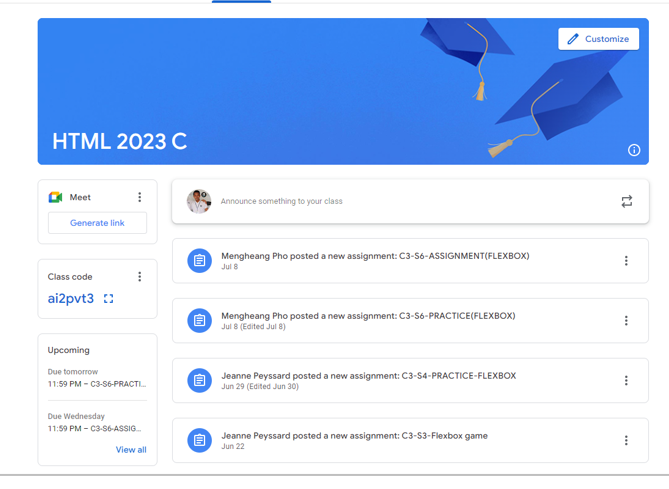 Customize
HTML 2023 C
Meet
Generate link
Class code
ai2pvt3
Upcoming
Due tomorrow
11:59 PM – C3-S6-PRACTI...
Due Wednesday
11:59 PM – C3-S6-ASSIG...
View all
Announce something to your class
Mengheang Pho posted a new assignment: C3-S6-ASSIGNMENT(FLEXBOX)
Jul 8
Mengheang Pho posted a new assignment: C3-S6-PRACTICE(FLEXBOX)
Jul 8 (Edited Jul 8)
Jeanne Peyssard posted a new assignment: C3-S4-PRACTICE-FLEXBOX
Jun 29 (Edited Jun 30)
Jeanne Peyssard posted a new assignment: C3-S3-Flexbox game
Jun 22